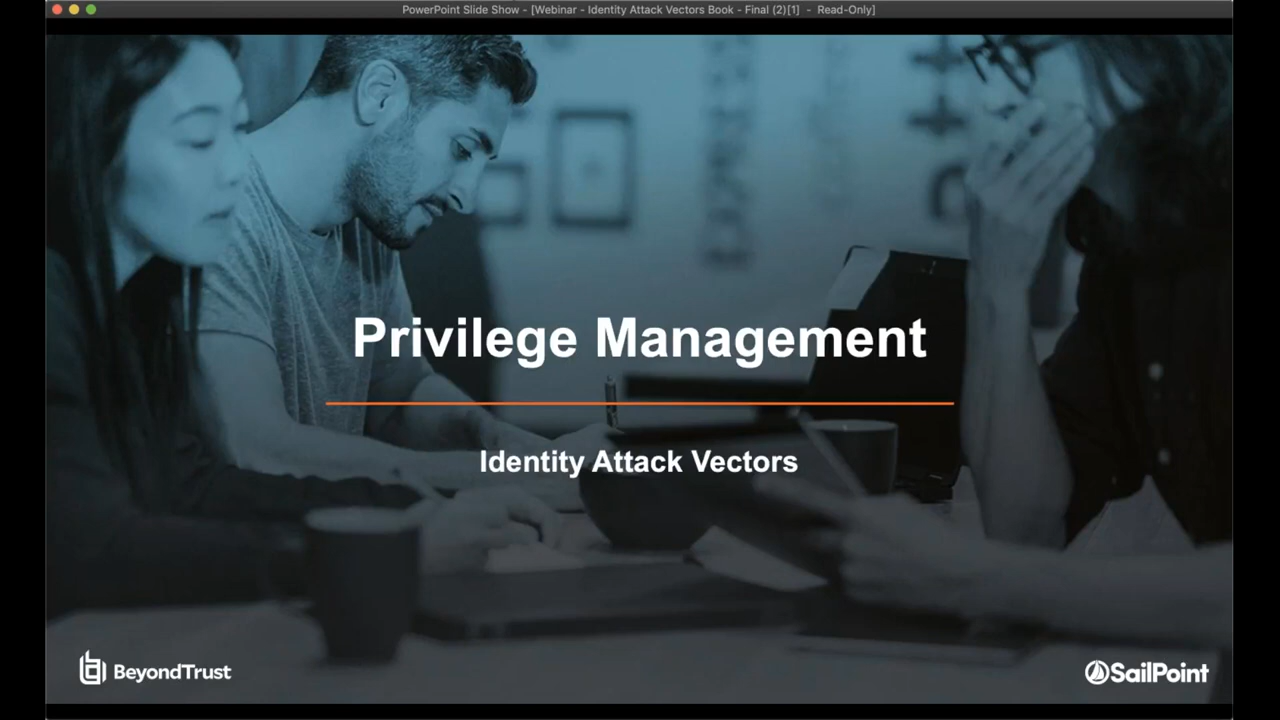 PowerPoint Slide Show - [Webinar - Identity Attack Vectors Book - Final (2)[1] - Read-Only]
Privilege Management
Identity Attack Vectors
BeyondTrust
SailPoint